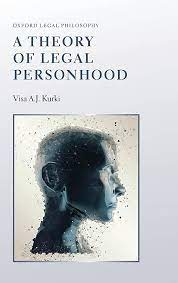 OXFORD LEGAL PHILOSOPHY
A THEORY
OF LEGAL
PERSONHOOD
Visa A.J. Kurki